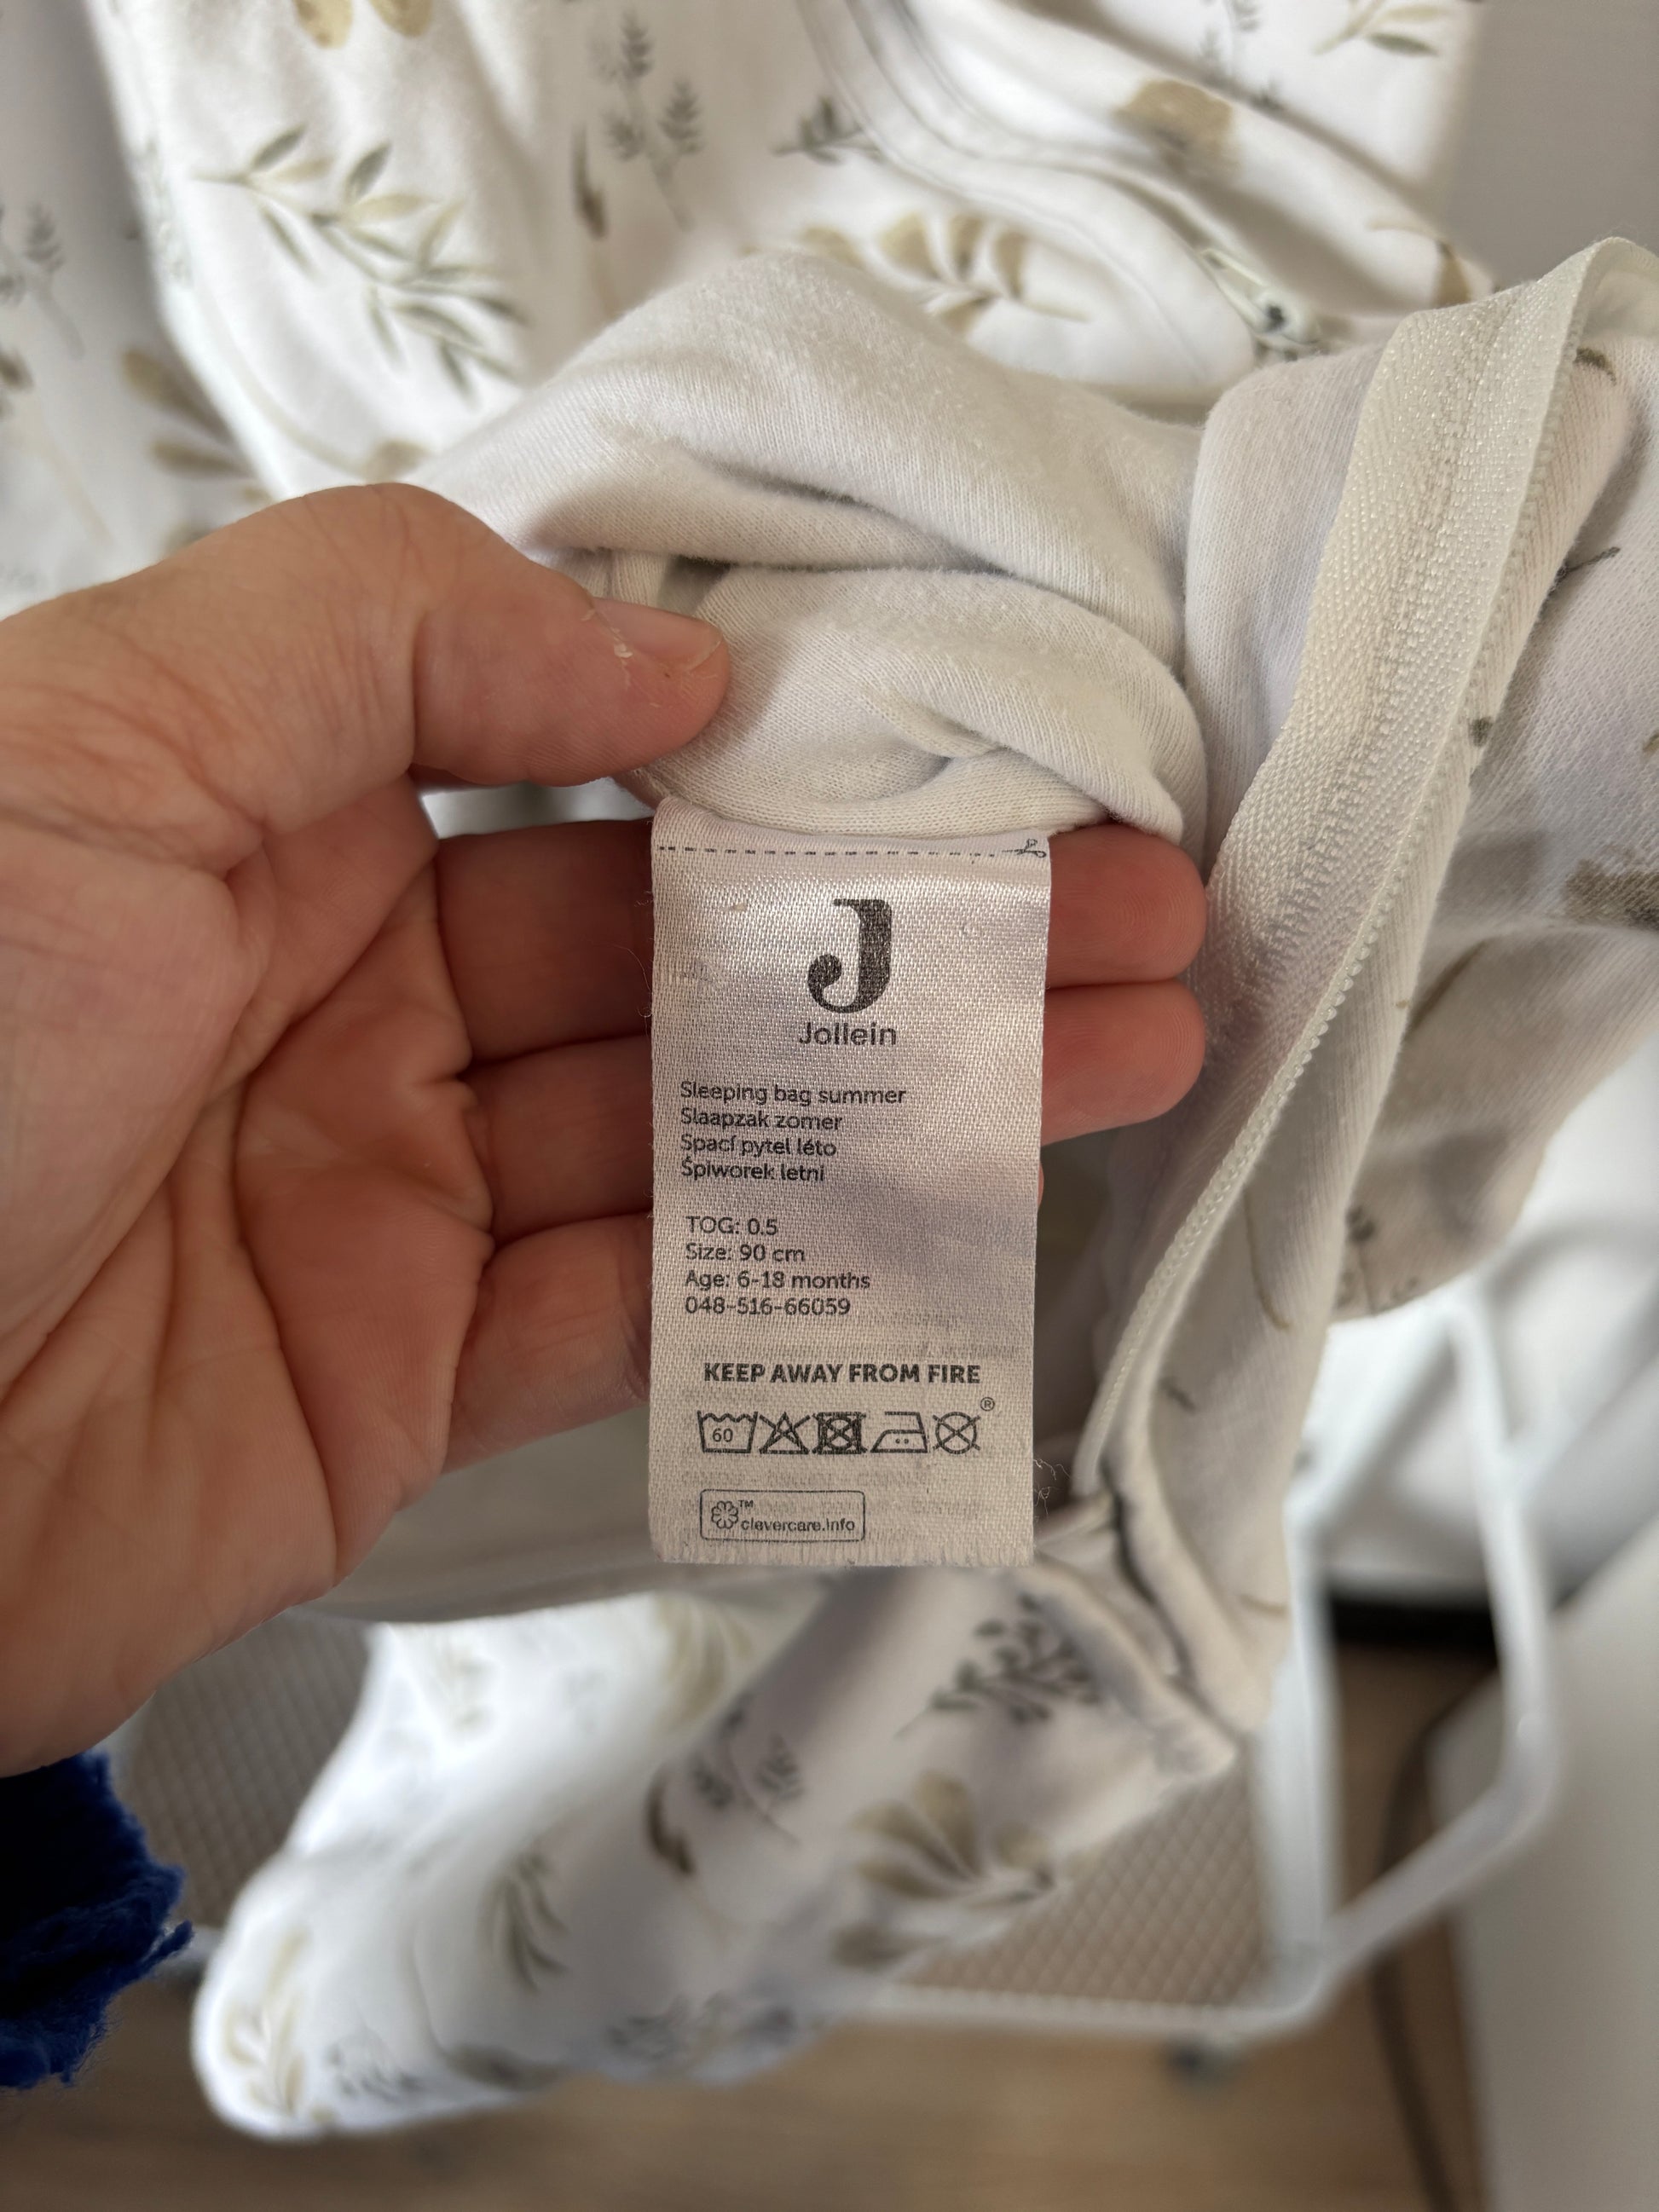 J
Jollein
Sleeping bag summer
Slaapzak zomer
Spací pytel léto
Śpiworek letni
TOG: 0.5
Size: 90 cm
Age: 6-18 months
048-516-66059
KEEP AWAY FROM FIRE
60
®
™
clevercare.info